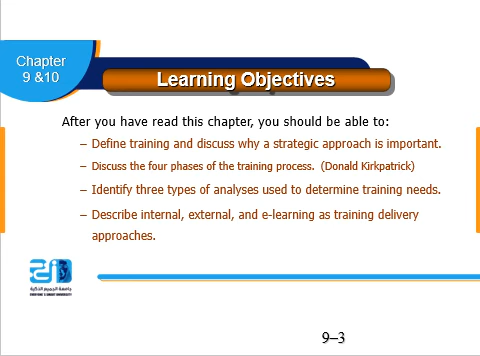 Chapter
9 &10
Learning Objectives
After you have read this chapter, you should be able to:
– Define training and discuss why a strategic approach is important.
– Discuss the four phases of the training process. (Donald Kirkpatrick)
– Identify three types of analyses used to determine training needs.
– Describe internal, external, and e-learning as training delivery
approaches.
9–3